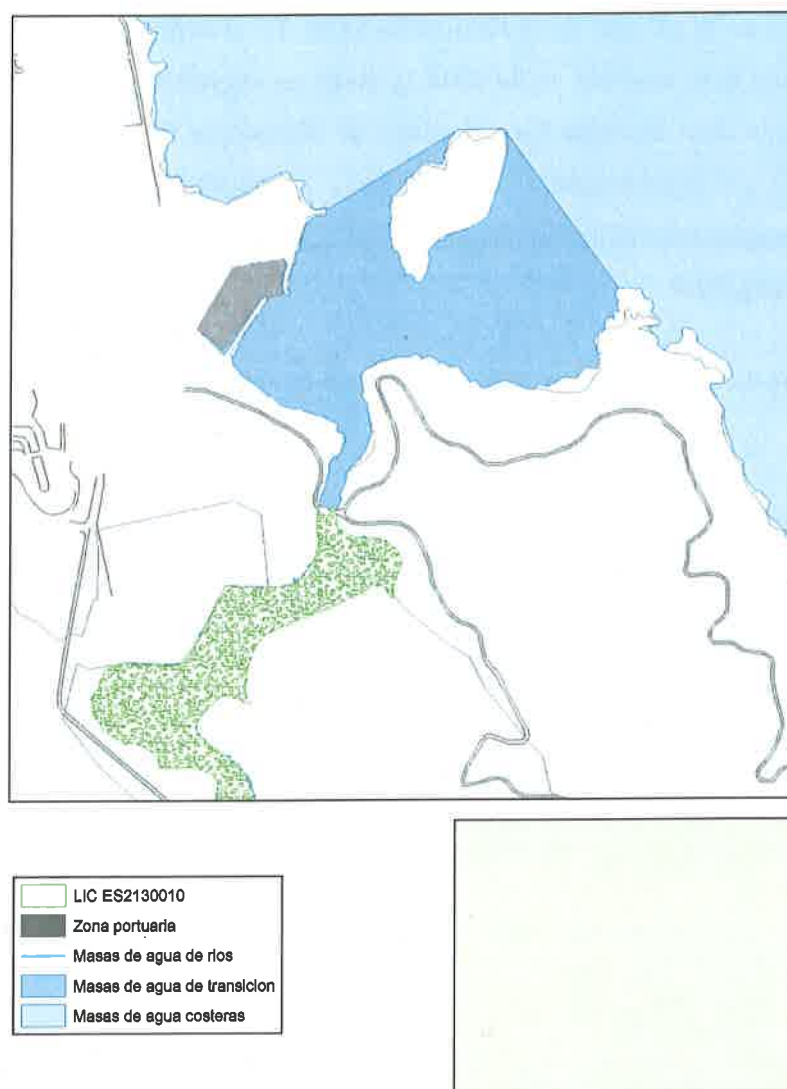 LIC ES2130010
Zona portuaria
Masas de agua de rios
Masas de agua de transicion
Masas de agua costeras